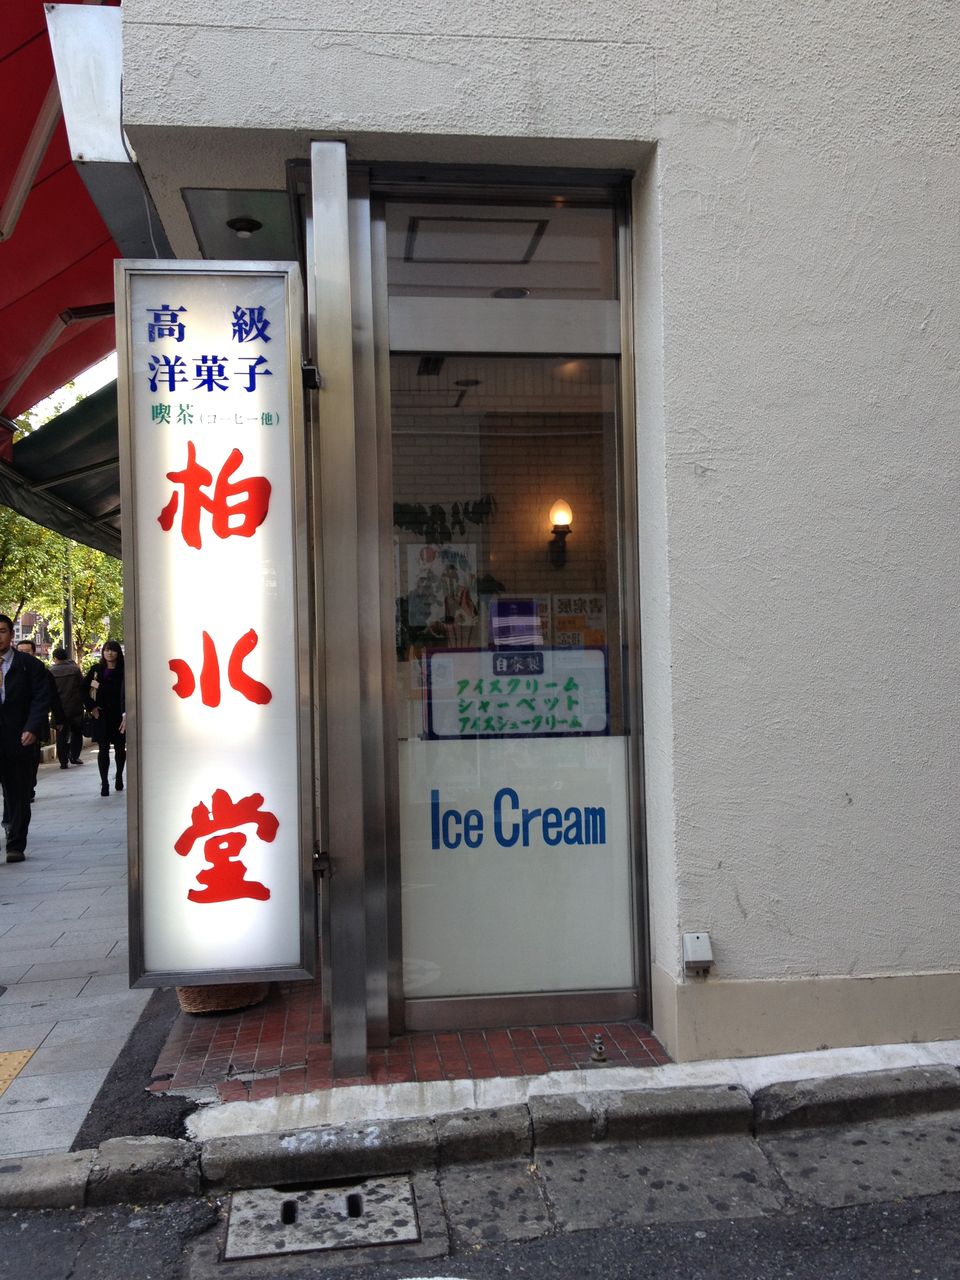 高級
洋菓子
喫茶(コーヒー他)
柏水堂
自家製
アイスクリーム
シャーベット
アイスシュークリーム
Ice Cream